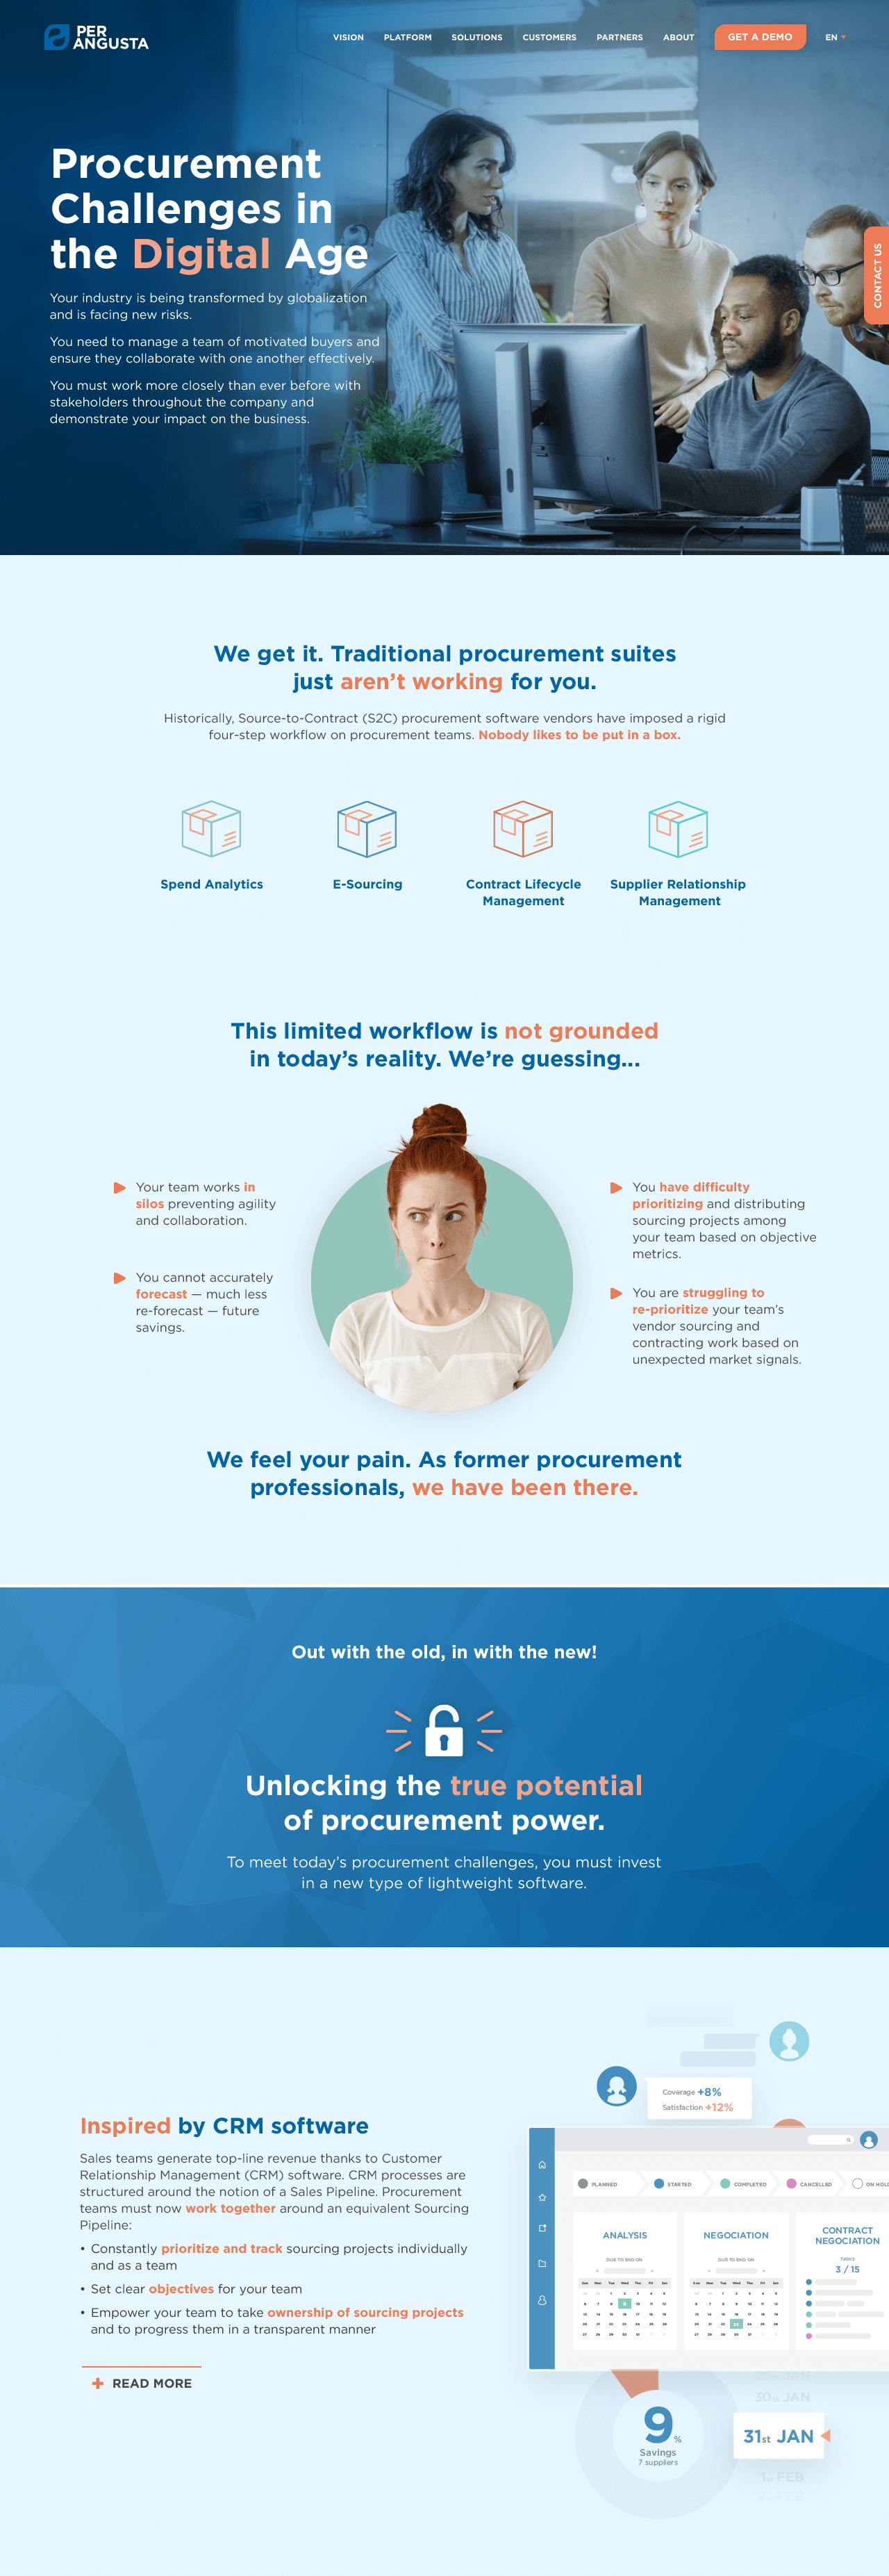 PER
ANGUSTA
VISION
PLATFORM
SOLUTIONS
CUSTOMERS
PARTNERS
ABOUT
GET A DEMO
EN
Procurement
Challenges in
the Digital Age
Your industry is being transformed by globalization
and is facing new risks.
You need to manage a team of motivated buyers and
ensure they collaborate with one another effectively.
You must work more closely than ever before with
stakeholders throughout the company and
demonstrate your impact on the business.
CONTACT US
We get it. Traditional procurement suites
just aren't working for you.
Historically, Source-to-Contract (S2C) procurement software vendors have imposed a rigid
four-step workflow on procurement teams. Nobody likes to be put in a box.
Spend Analytics
E-Sourcing
Contract Lifecycle
Management
Supplier Relationship
Management
This limited workflow is not grounded
in today's reality. We're guessing...
Your team works in
silos preventing agility
and collaboration.
You cannot accurately
forecast — much less
re-forecast — future
savings.
You have difficulty
prioritizing and distributing
sourcing projects among
your team based on objective
metrics.
You are struggling to
re-prioritize your team's
vendor sourcing and
contracting work based on
unexpected market signals.
We feel your pain. As former procurement
professionals, we have been there.
Out with the old, in with the new!
Unlocking the true potential
of procurement power.
To meet today's procurement challenges, you must invest
in a new type of lightweight software.
Inspired by CRM software
Sales teams generate top-line revenue thanks to Customer
Relationship Management (CRM) software. CRM processes are
structured around the notion of a Sales Pipeline. Procurement
teams must now work together around an equivalent Sourcing
Pipeline:
• Constantly prioritize and track sourcing projects individually
and as a team
• Set clear objectives for your team
• Empower your team to take ownership of sourcing projects
and to progress them in a transparent manner
READ MORE
Coverage +8%
Satisfaction +12%
PLANNED
STARTED
COMPLETED
CANCELLED
ON HOLD
ANALYSIS
DUE TO END ON
NEGOCIATION
DUE TO END ON
CONTRACT
NEGOCIATION
TASKS
3 / 15
9%
Savings
7 suppliers
30th JAN
31st JAN
1st FEB